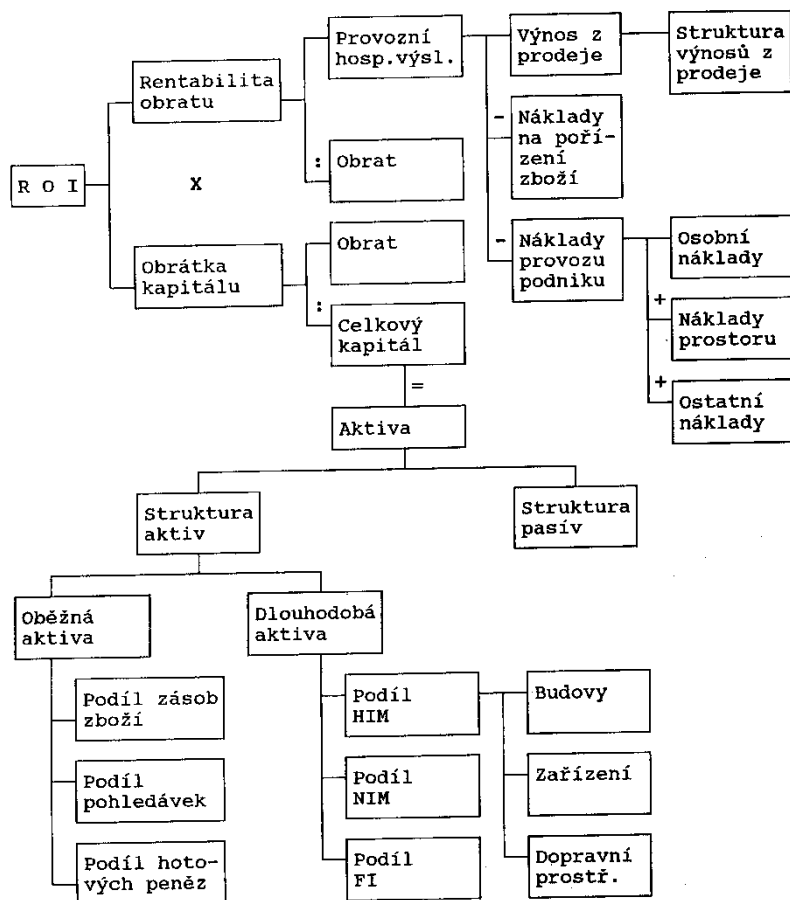 Provozní
hosp.výsl.
Výnos z
prodeje
Struktura
výnosů z
prodeje
Rentabilita
obratu
-
Náklady
na poří-
zení
zboží
:
Obrat
R O I
X
Obrátka
kapitálu
Obrat
-
Náklady
provozu
podniku
Osobní
náklady
:
Celkový
kapitál
+
Náklady
prostoru
=
+
Ostatní
náklady
Aktiva
Struktura
aktiv
Struktura
pasív
Oběžná
aktiva
Dlouhodobá
aktiva
Podíl zásob
zboží
Podíl
HIM
Budovy
Podíl
pohledávek
Podíl
NIM
Zařízení
Podíl hoto-
vých peněz
Podíl
FI
Dopravní
prostř.